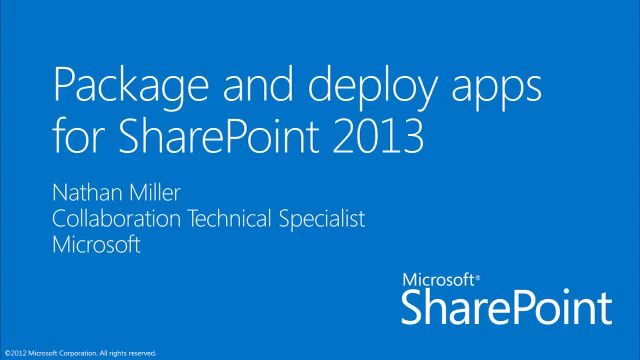 Package and deploy apps
for SharePoint 2013
Nathan Miller
Collaboration Technical Specialist
Microsoft
Microsoft®
SharePoint
©2012 Microsoft Corporation. All rights reserved.